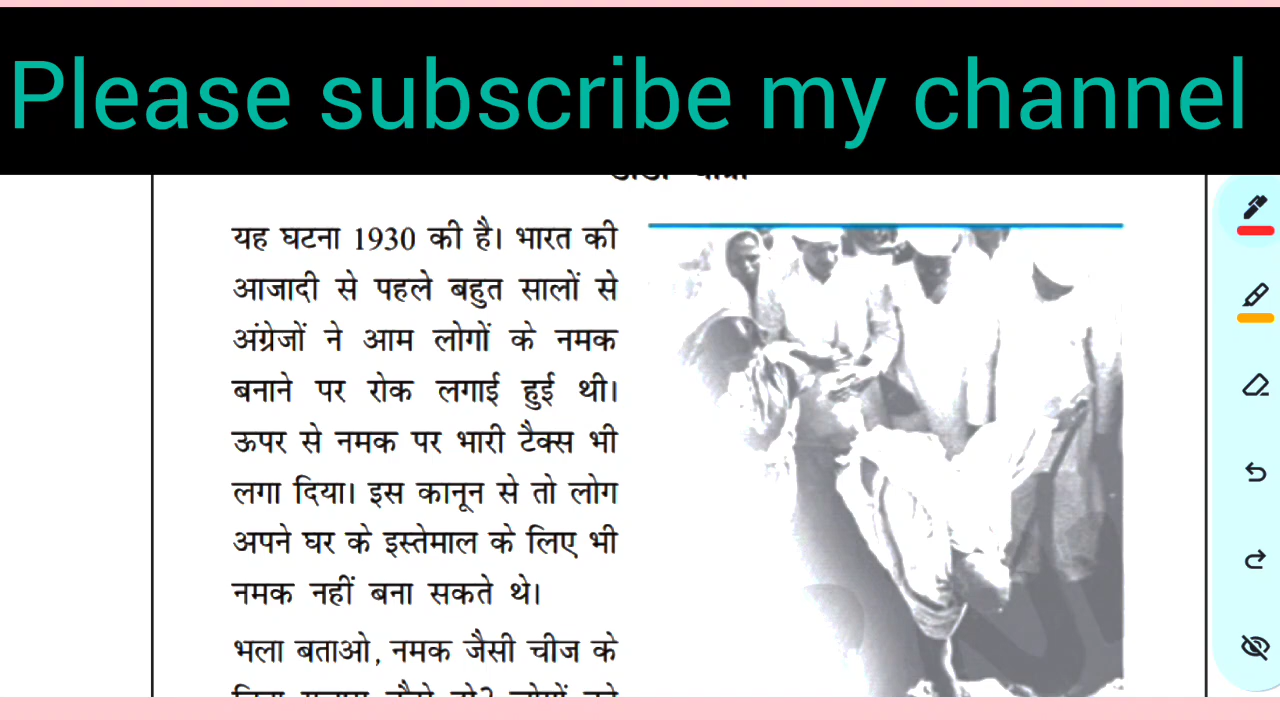 Please subscribe my channel
यह घटना 1930 की है। भारत की
आजादी से पहले बहुत सालों से
अंग्रेजों ने आम लोगों के नमक
बनाने पर रोक लगाई हुई थी।
ऊपर से नमक पर भारी टैक्स भी
लगा दिया। इस कानून से तो लोग
अपने घर के इस्तेमाल के लिए भी
नमक नहीं बना सकते थे।
भला बताओ, नमक जैसी चीज के